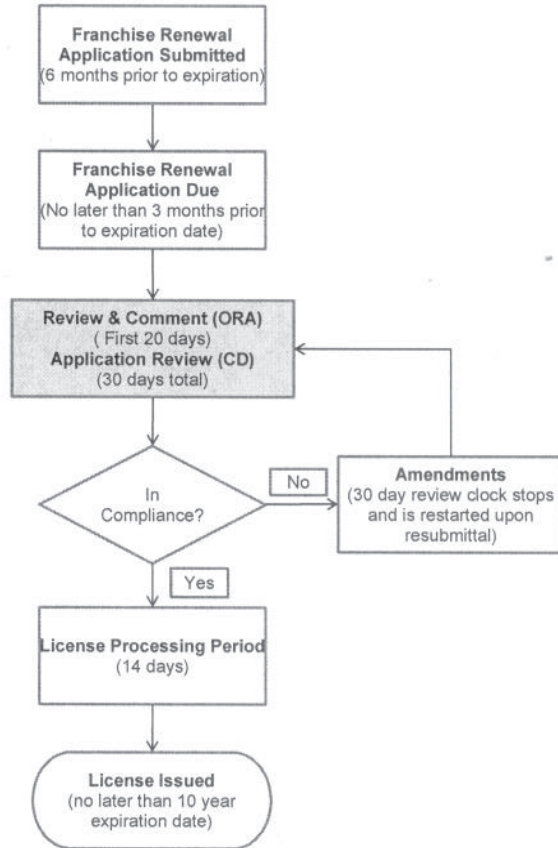 Franchise Renewal
Application Submitted
(6 months prior to expiration)
Franchise Renewal
Application Due
(No later than 3 months prior
to expiration date)
Review & Comment (ORA)
( First 20 days)
Application Review (CD)
(30 days total)
In
Compliance?
No
Amendments
(30 day review clock stops
and is restarted upon
resubmittal)
Yes
License Processing Period
(14 days)
License Issued
(no later than 10 year
expiration date)